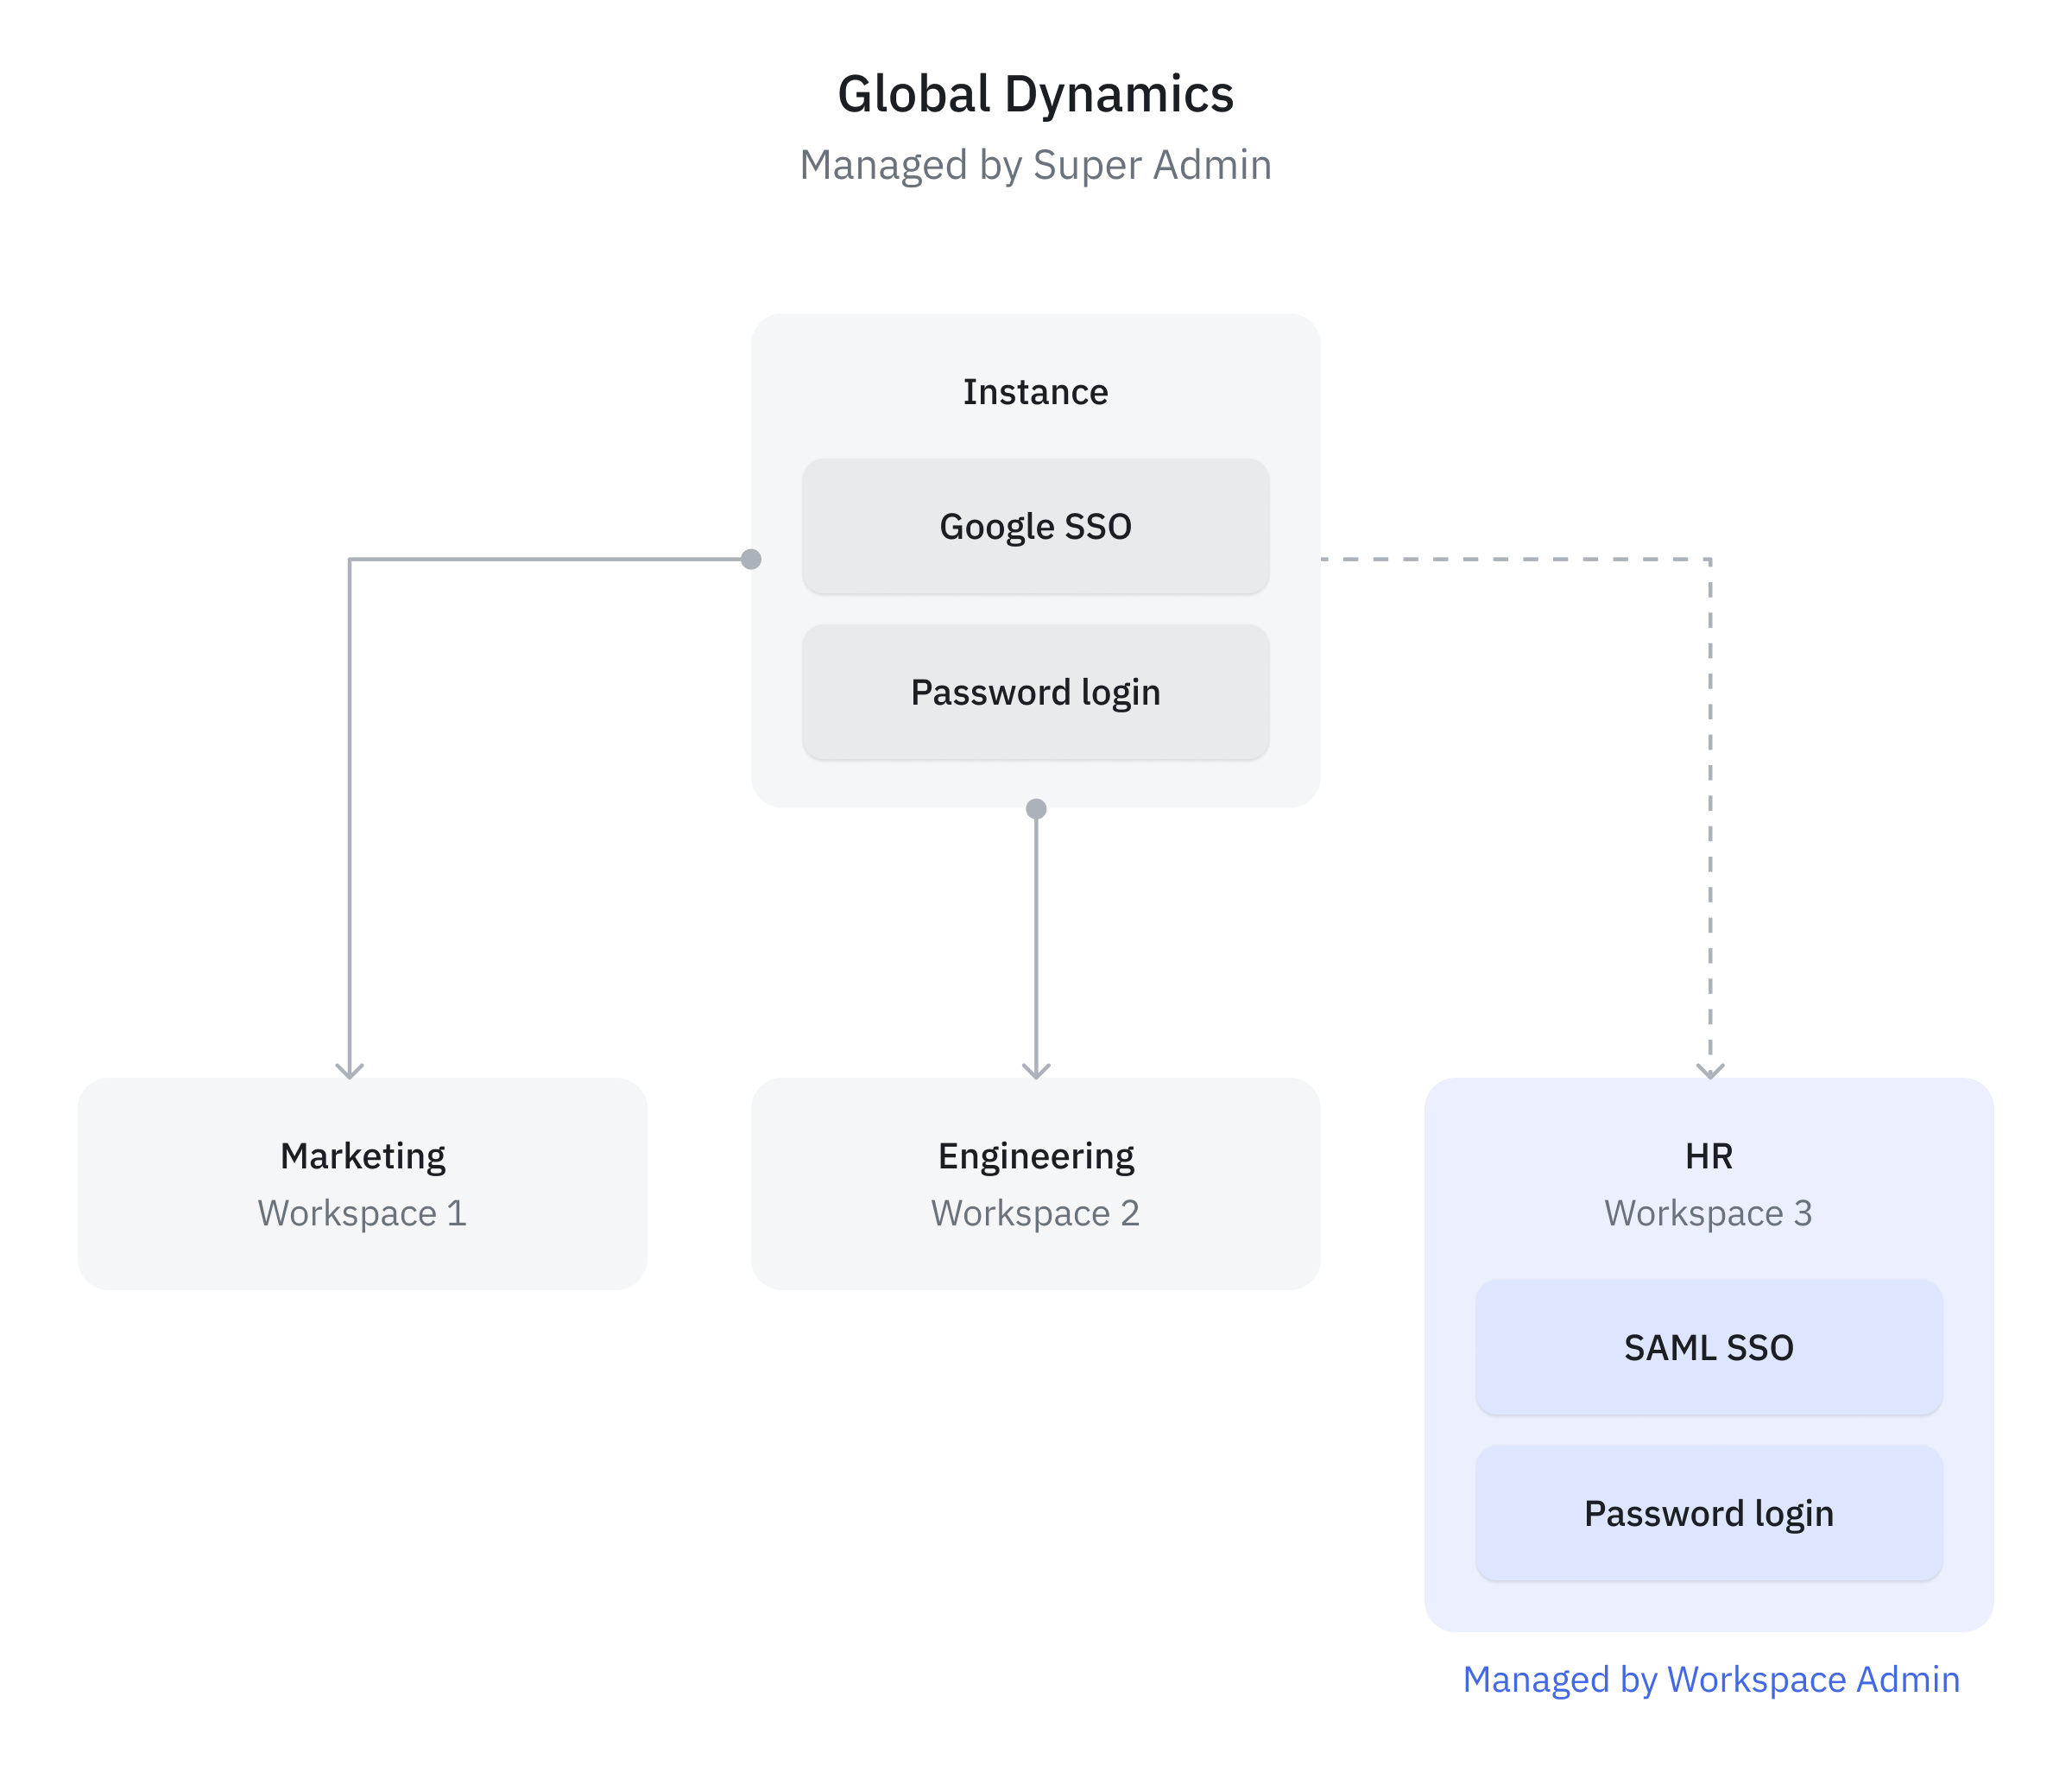 Global Dynamics
Managed by Super Admin
Instance
Google SSO
Password login
Marketing
Workspace 1
Engineering
Workspace 2
HR
Workspace 3
SAML SSO
Password login
Managed by Workspace Admin